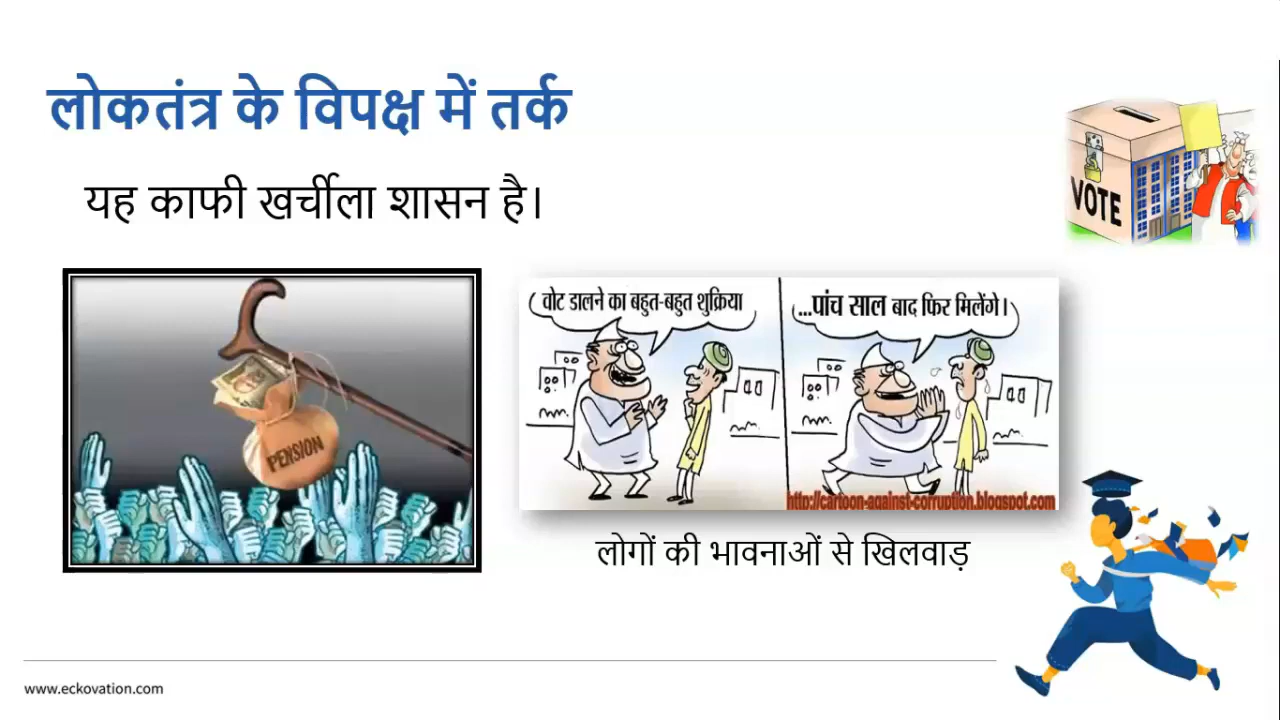 लोकतंत्र के विपक्ष में तर्क
यह काफी खर्चीला शासन है।
VOTE
PENSION
वोट डालने का बहुत-बहुत शुक्रिया
...पांच साल बाद फिर मिलेंगे।
http://cartoon-against-corruption.blogspot.com
लोगों की भावनाओं से खिलवाड़
www.eckovation.com